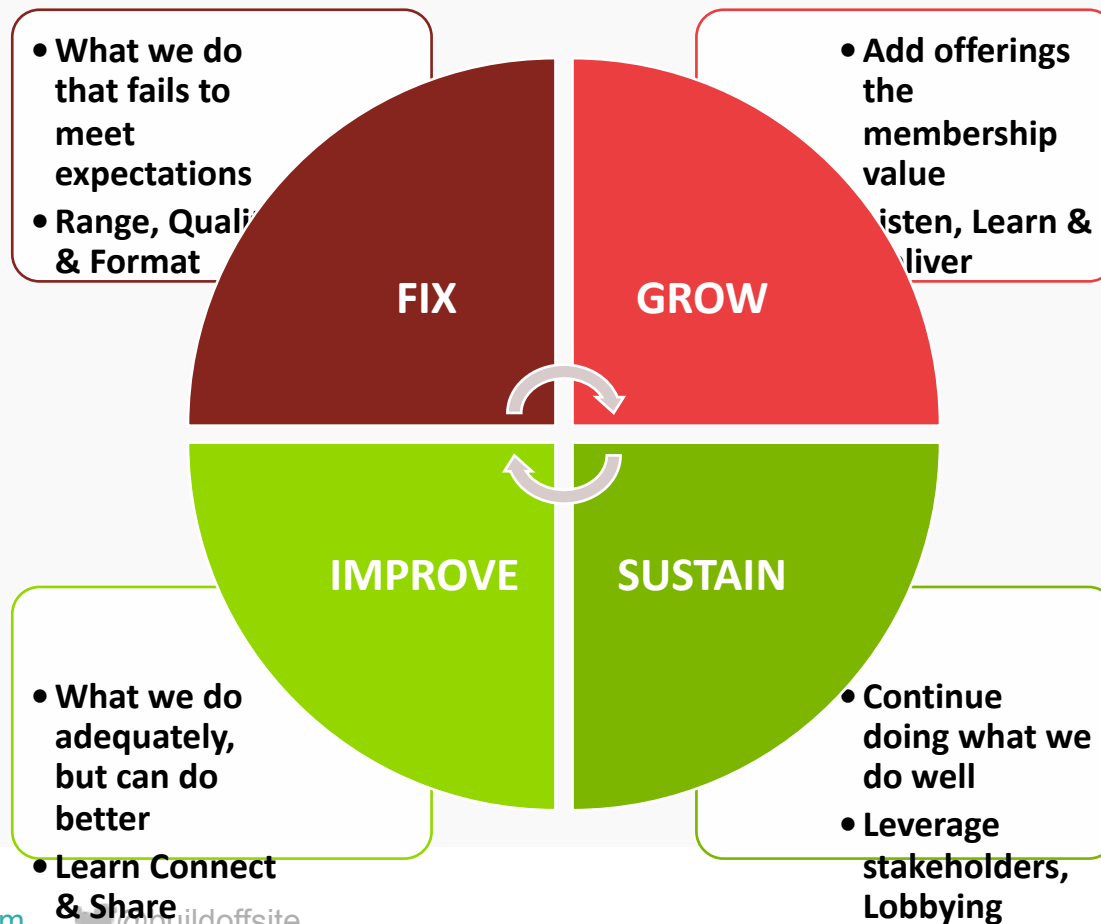 • What we do
that fails to
meet
expectations
• Range, Quali
& Format
• Add offerings
the
membership
value
isten, Learn &
liver
FIX
GROW
IMPROVE
SUSTAIN
• What we do
adequately,
but can do
better
• Learn Connect
& Share
• Continue
doing what we
do well
• Leverage
stakeholders,
Lobbying
m
buildoffsite